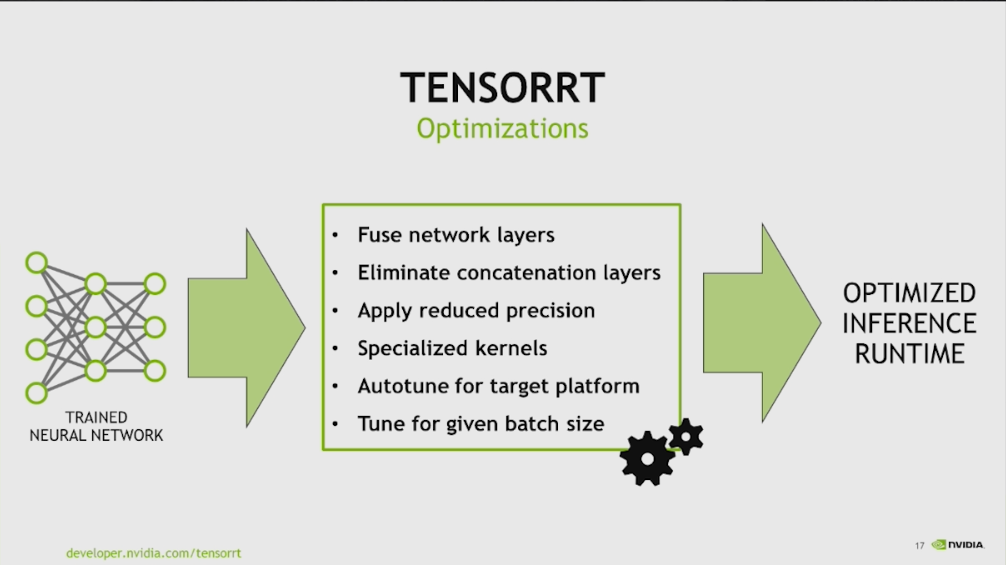 TENSORRT
Optimizations
TRAINED
NEURAL NETWORK
• Fuse network layers
• Eliminate concatenation layers
• Apply reduced precision
• Specialized kernels
• Autotune for target platform
• Tune for given batch size
OPTIMIZED
INFERENCE
RUNTIME
developer.nvidia.com/tensorrt
17 NVIDIA.